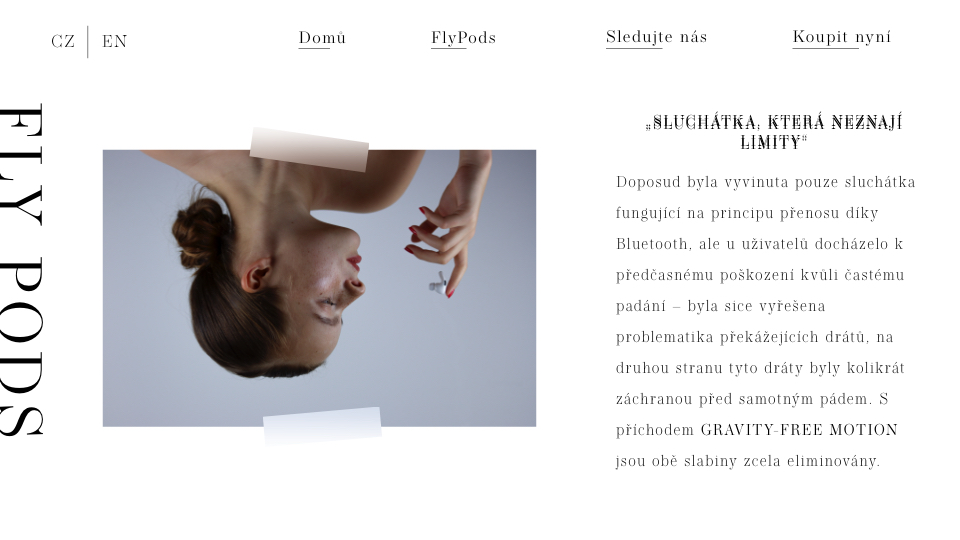 CZ EN
Domů
FlyPods
Sledujte nás
Koupit nyní
FLY PODS
„SLUCHÁTKA, KTERÁ NEZNAJÍ
LIMITY“
Doposud byla vyvinuta pouze sluchátka
fungující na principu přenosu díky
Bluetooth, ale u uživatelů docházelo k
předčasnému poškození kvůli častému
padání – byla sice vyřešena
problematika překážejících drátů, na
druhou stranu tyto dráty byly kolikrát
záchranou před samotným pádem. S
příchodem GRAVITY-FREE MOTION
jsou obě slabiny zcela eliminovány.